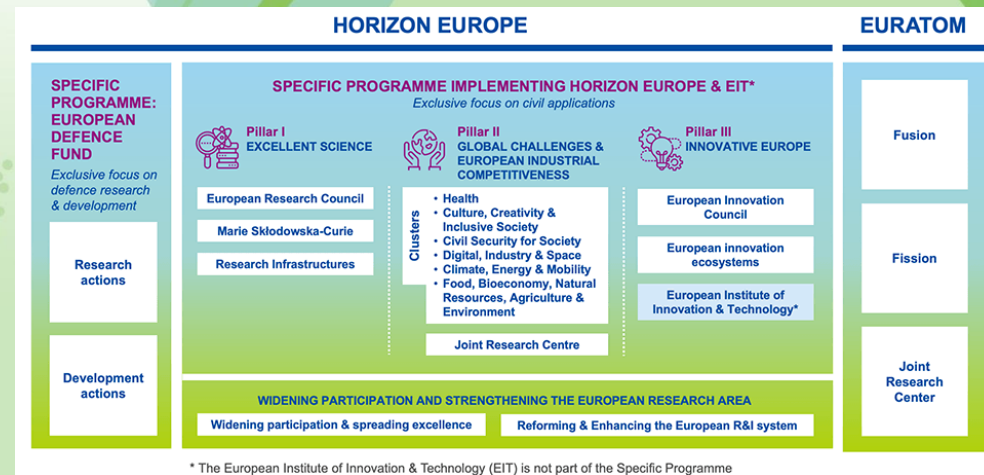 HORIZON EUROPE
EURATOM
SPECIFIC
PROGRAMME:
EUROPEAN
DEFENCE
FUND
Exclusive focus on
defence research
& development
Research
actions
Development
actions
SPECIFIC PROGRAMME IMPLEMENTING HORIZON EUROPE & EIT*
Exclusive focus on civil applications
Pillar I
EXCELLENT SCIENCE
European Research Council
Marie Skłodowska-Curie
Research Infrastructures
Pillar II
GLOBAL CHALLENGES &
EUROPEAN INDUSTRIAL
COMPETITIVENESS
Clusters
• Health
• Culture, Creativity &
Inclusive Society
• Civil Security for Society
• Digital, Industry & Space
• Climate, Energy & Mobility
• Food, Bioeconomy, Natural
Resources, Agriculture &
Environment
Joint Research Centre
Pillar III
INNOVATIVE EUROPE
European Innovation
Council
European innovation
ecosystems
European Institute of
Innovation & Technology*
WIDENING PARTICIPATION AND STRENGTHENING THE EUROPEAN RESEARCH AREA
Widening participation & spreading excellence
Reforming & Enhancing the European R&I system
Fusion
Fission
Joint
Research
Center
* The European Institute of Innovation & Technology (EIT) is not part of the Specific Programme